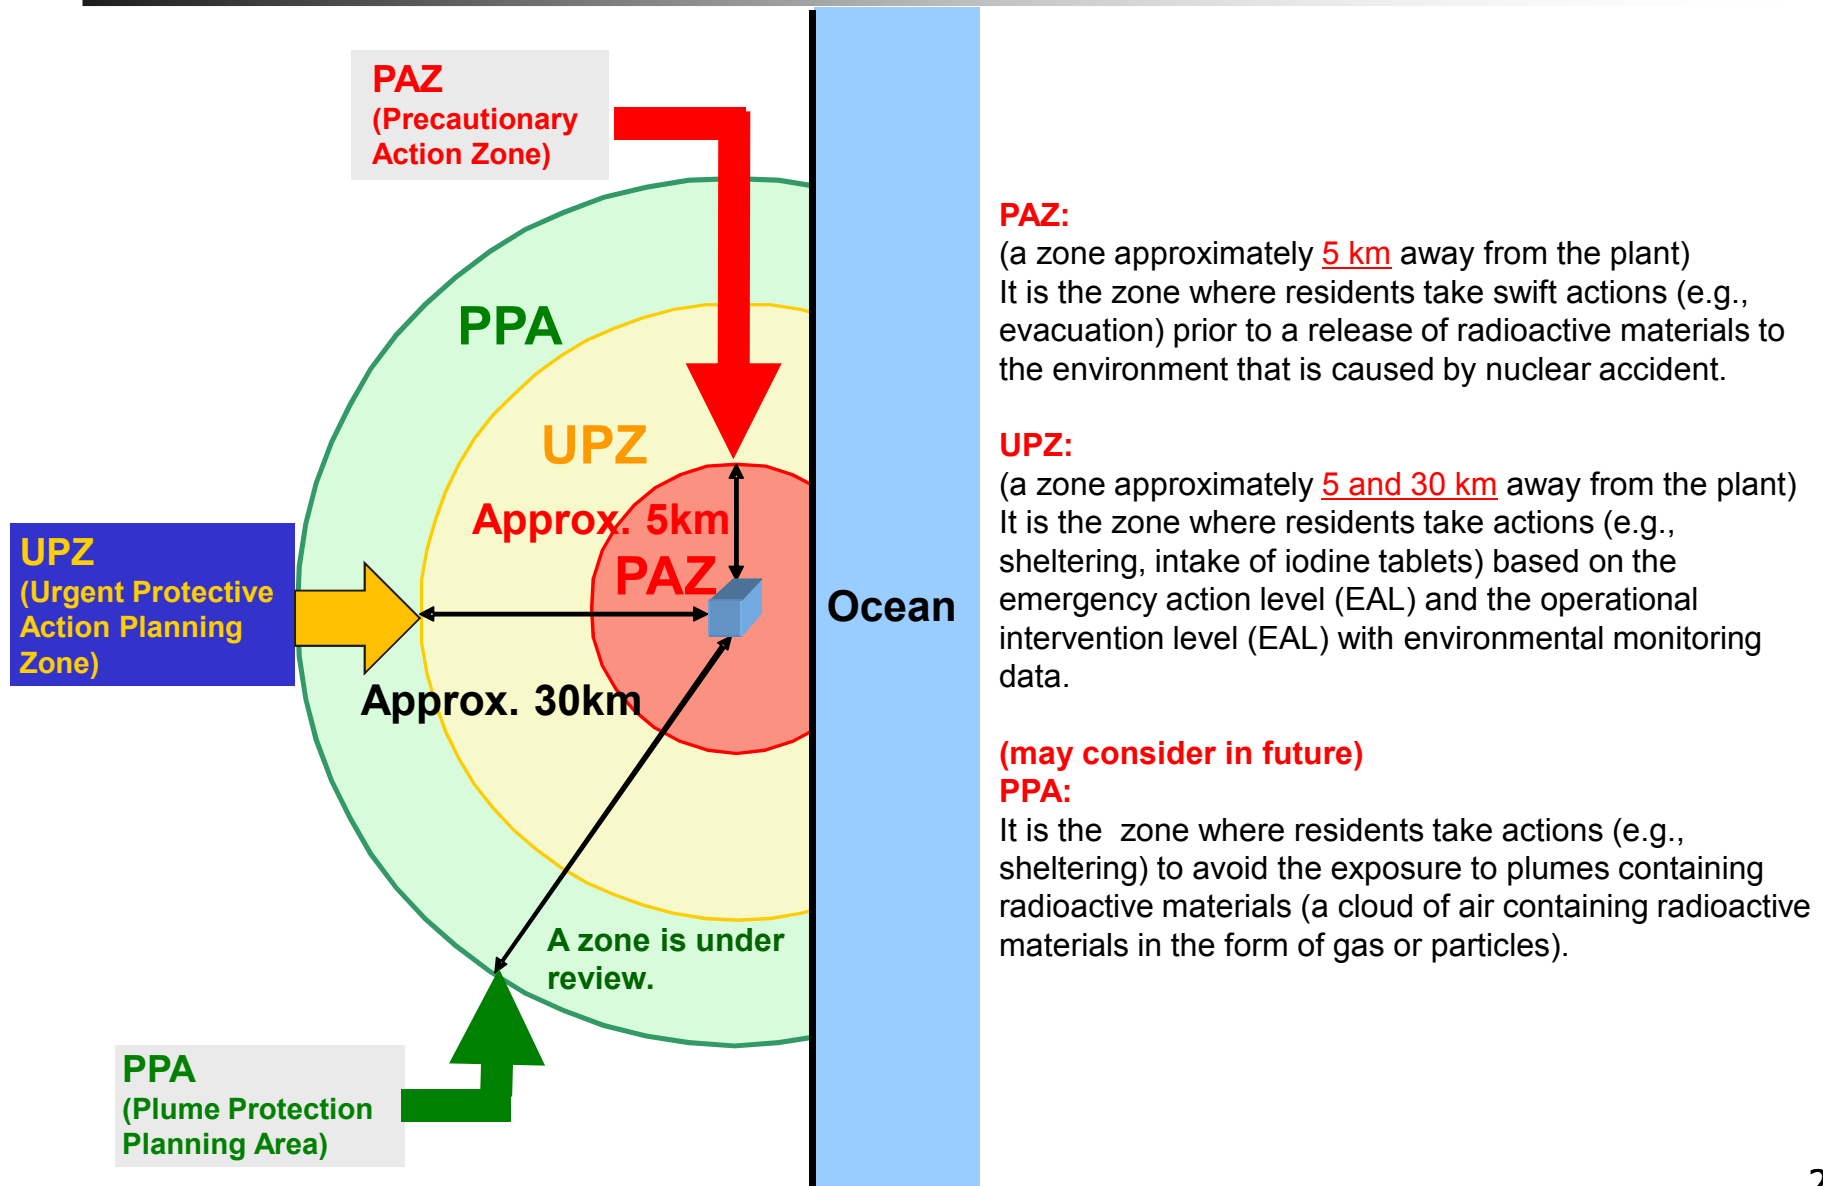 PAZ
(Precautionary
Action Zone)
PPA
UPZ
Approx. 5km
PAZ
UPZ
(Urgent Protective
Action Planning
Zone)
Ocean
Approx. 30km
A zone is under
review.
PPA
(Plume Protection
Planning Area)
PAZ:
(a zone approximately 5 km away from the plant)
It is the zone where residents take swift actions (e.g.,
evacuation) prior to a release of radioactive materials to
the environment that is caused by nuclear accident.
UPZ:
(a zone approximately 5 and 30 km away from the plant)
It is the zone where residents take actions (e.g.,
sheltering, intake of iodine tablets) based on the
emergency action level (EAL) and the operational
intervention level (EAL) with environmental monitoring
data.
(may consider in future)
PPA:
It is the  zone where residents take actions (e.g.,
sheltering) to avoid the exposure to plumes containing
radioactive materials (a cloud of air containing radioactive
materials in the form of gas or particles).